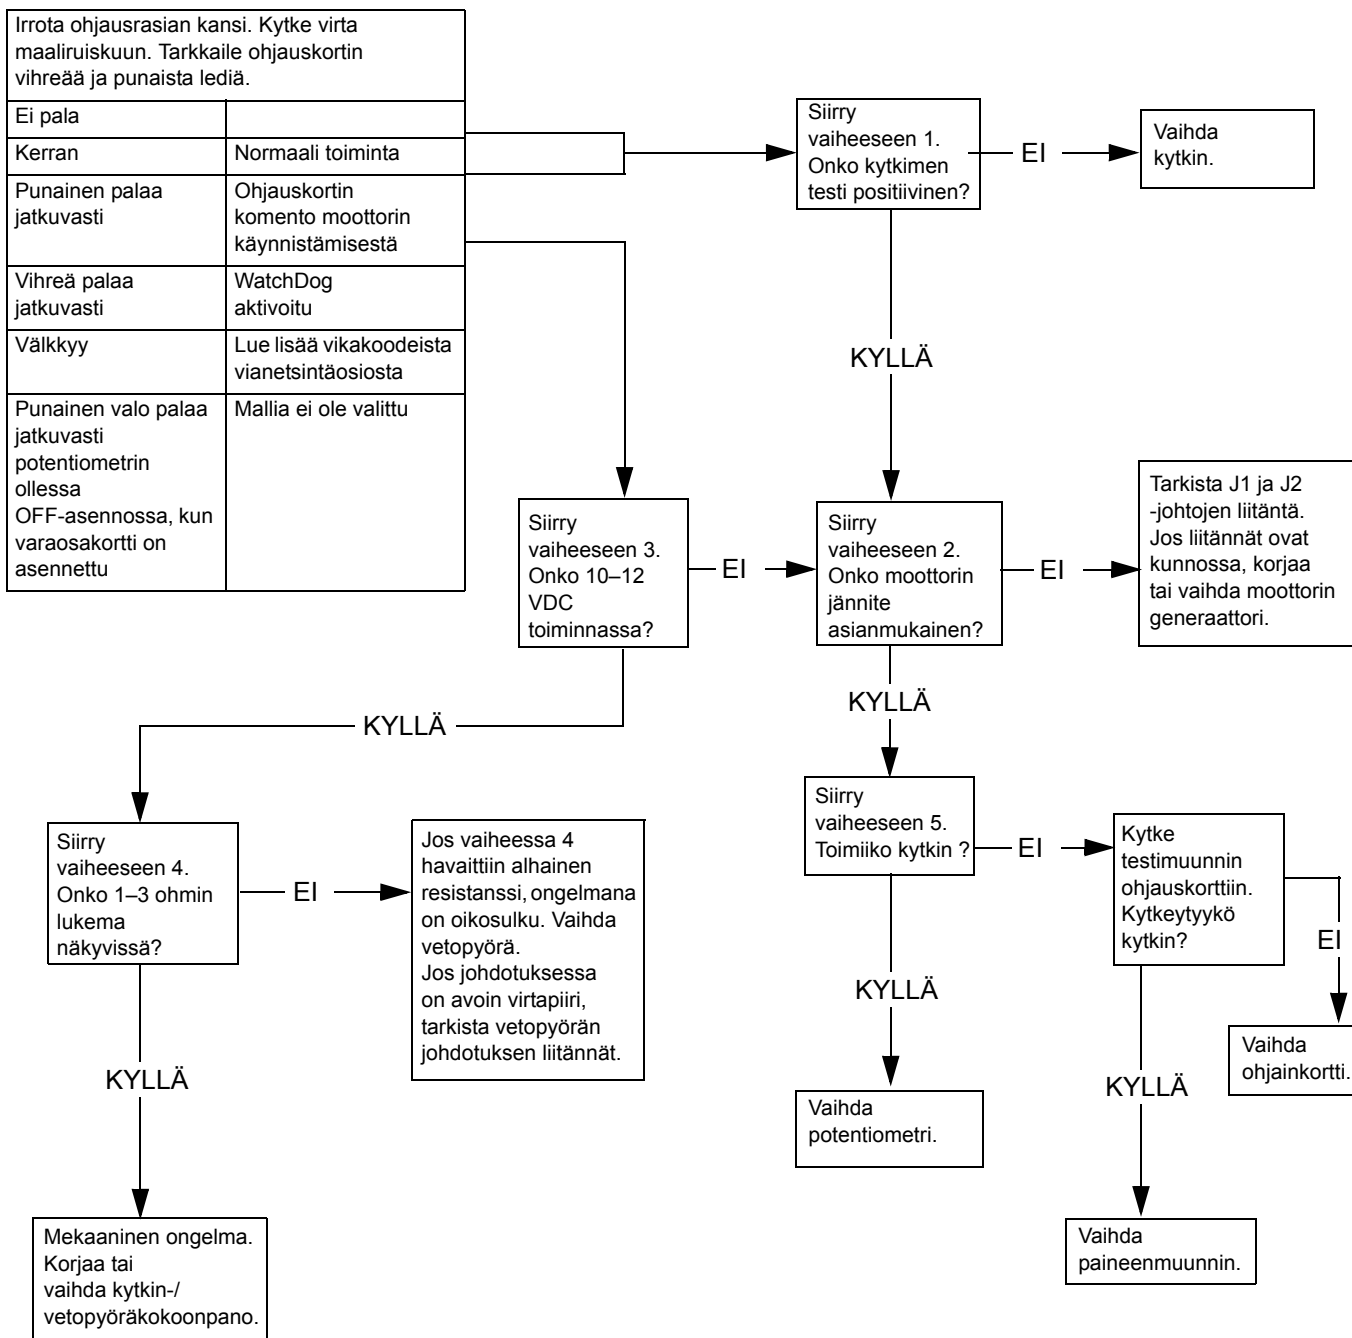 Irrota ohjausrasian kansi. Kytke virta
maaliruiskuun. Tarkkaile ohjauskortin
vihreää ja punaista lediä.
Ei pala
Kerran
Normaali toiminta
Punainen palaa
jatkuvasti
Ohjauskortin
komento moottorin
käynnistämisestä
Vihreä palaa
jatkuvasti
WatchDog
aktivoitu
Välkkyy
Lue lisää vikakoodeista
vianetsintäosiosta
Punainen valo palaa
jatkuvasti
potentiometrin
ollessa
OFF-asennossa, kun
varaosakortti on
asennettu
Mallia ei ole valittu
Siirry
vaiheeseen 1.
Onko kytkimen
testi positiivinen?
EI
Vaihda
kytkin.
KYLLÄ
Siirry
vaiheeseen 3.
Onko 10–12
VDC
toiminnassa?
EI
Siirry
vaiheeseen 2.
Onko moottorin
jännite
asianmukainen?
EI
Tarkista J1 ja J2
-johtojen liitäntä.
Jos liitännät ovat
kunnossa, korjaa
tai vaihda moottorin
generaattori.
KYLLÄ
KYLLÄ
Siirry
vaiheeseen 4.
Onko 1–3 ohmin
lukema
näkyvissä?
EI
Jos vaiheessa 4
havaittiin alhainen
resistanssi, ongelmana
on oikosulku. Vaihda
vetopyörä.
Jos johdotuksessa
on avoin virtapiiri,
tarkista vetopyörän
johdotuksen liitännät.
Siirry
vaiheeseen 5.
Toimiiko kytkin ?
EI
Kytke
testimuunnin
ohjauskorttiin.
Kytkeytyykö
kytkin?
EI
Vaihda
ohjainkortti.
KYLLÄ
KYLLÄ
KYLLÄ
Vaihda
potentiometri.
Mekaaninen ongelma.
Korjaa tai
vaihda kytkin-/
vetopyöräkokoonpano.
Vaihda
paineenmuunnin.